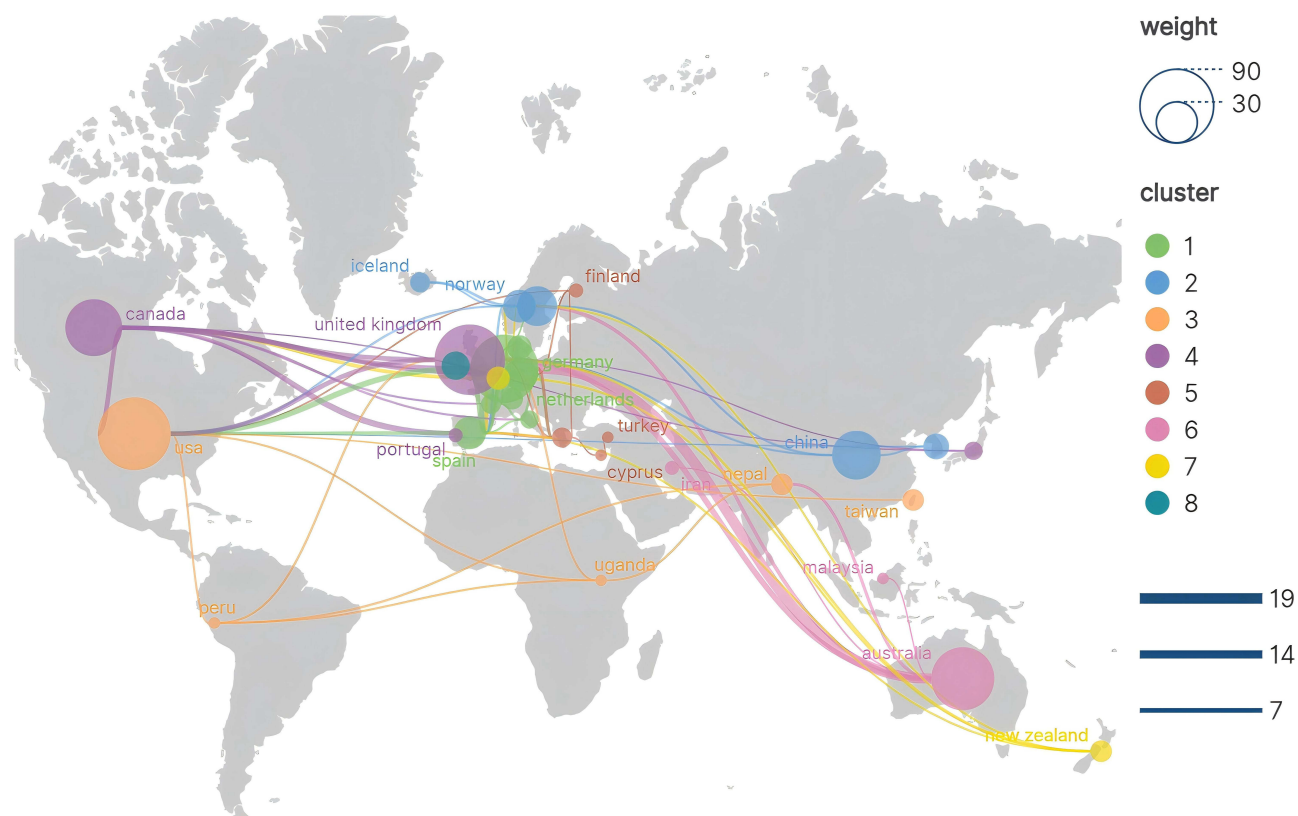 weight
90
30
cluster
1
2
3
4
5
6
7
8
19
14
7
iceland
norway
finland
canada
united kingdom
germany
netherlands
turkey
usa
portugal
spain
china
cyprus
iran
nepal
taiwan
uganda
malaysia
peru
australia
new zealand